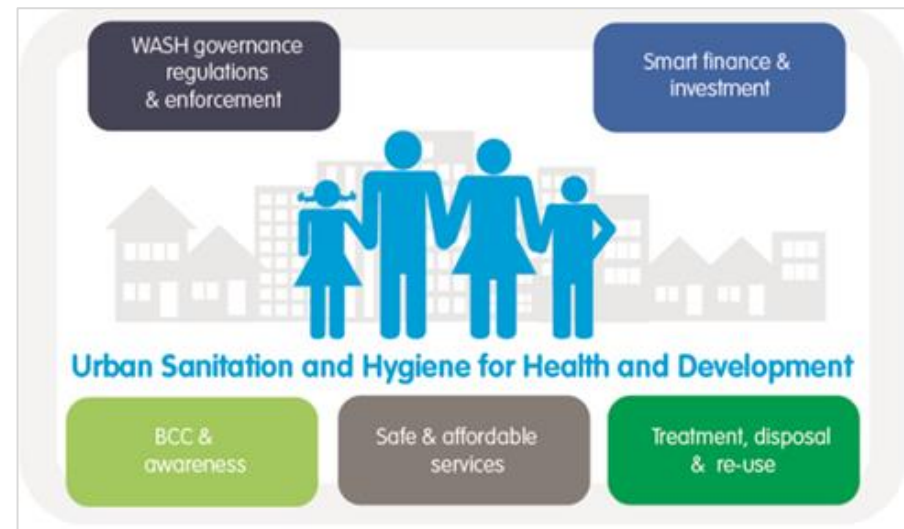 WASH governance
regulations
& enforcement
Smart finance &
investment
Urban Sanitation and Hygiene for Health and Development
BCC &
awareness
Safe & affordable
services
Treatment, disposal
& re-use